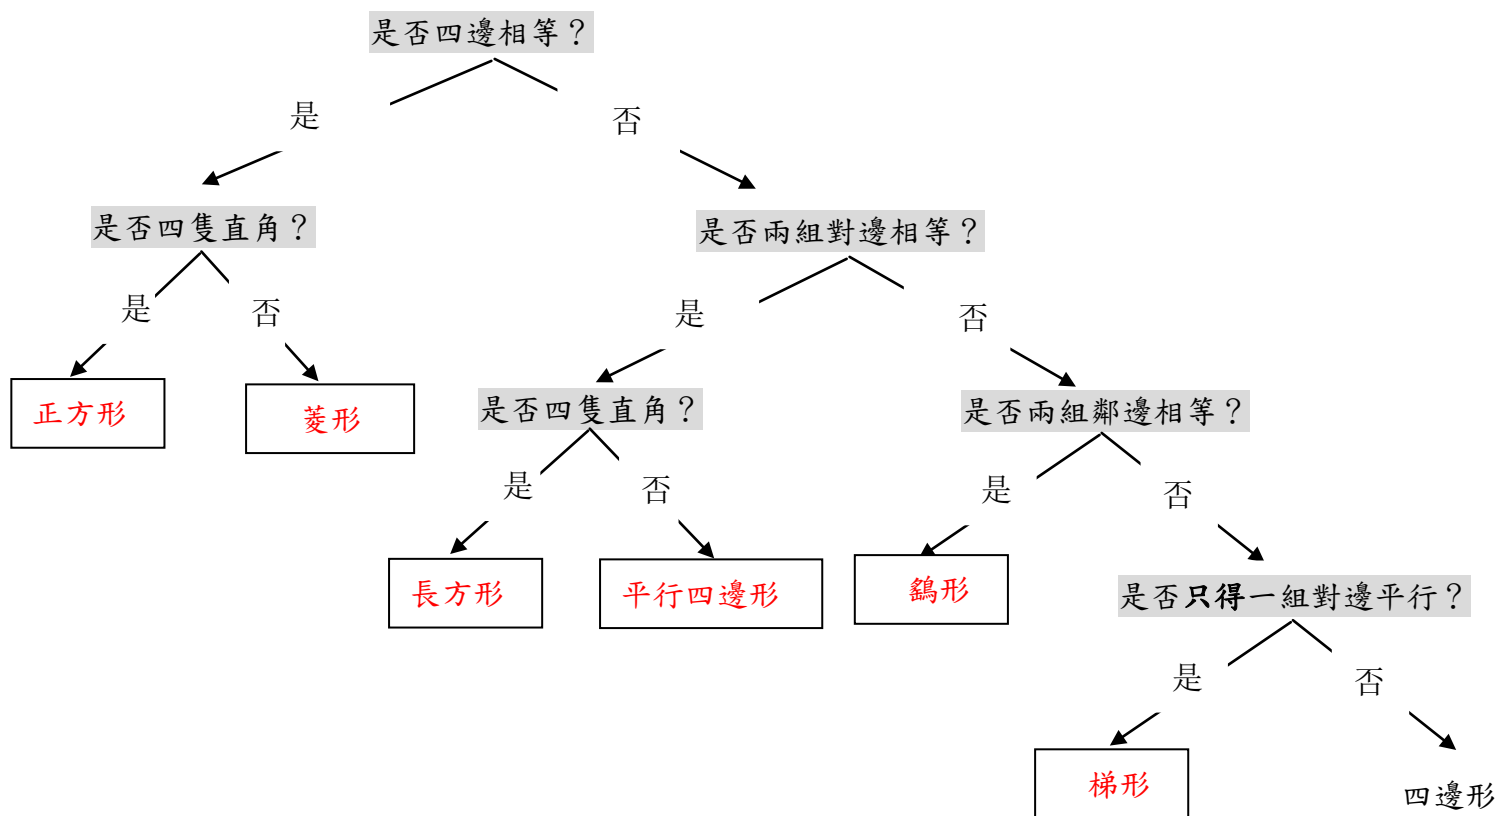 是否四邊相等？
是
否
是否四隻直角？
是否兩組對邊相等？
是
否
是
否
正方形
菱形
是否四隻直角？
是否兩組鄰邊相等？
是
否
是
否
長方形
平行四邊形
鷂形
是否只得一組對邊平行？
是
否
梯形
四邊形